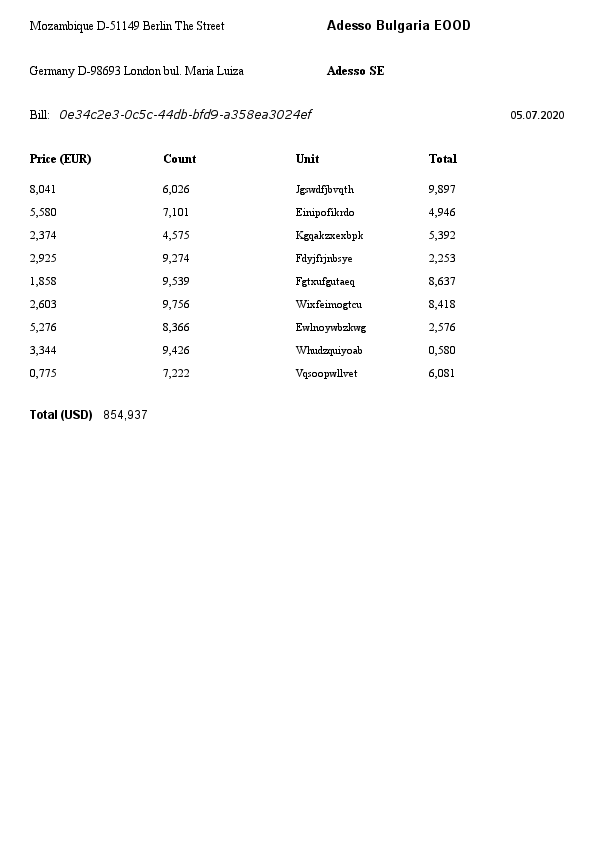 Mozambique D-51149 Berlin The Street Adesso Bulgaria EOOD
Germany D-98693 London bul. Maria Luiza Adesso SE
Bill: 0e34c2e3-0c5c-44db-bfd9-a358ea3024ef 05.07.2020
Price (EUR) Count Unit Total
8,041 6,026 Jgswdfjbvqth 9,897
5,580 7,101 Einipofikrdo 4,946
2,374 4,575 Kgqakzxexbpk 5,392
2,925 9,274 Fdyjfrjnbsye 2,253
1,858 9,539 Fgtxufgutaeq 8,637
2,603 9,756 Wixfeimogtcu 8,418
5,276 8,366 Ewlnoywbzkwg 2,576
3,344 9,426 Whudzquiyoab 0,580
0,775 7,222 Vqsoopwllvet 6,081
Total (USD) 854,937